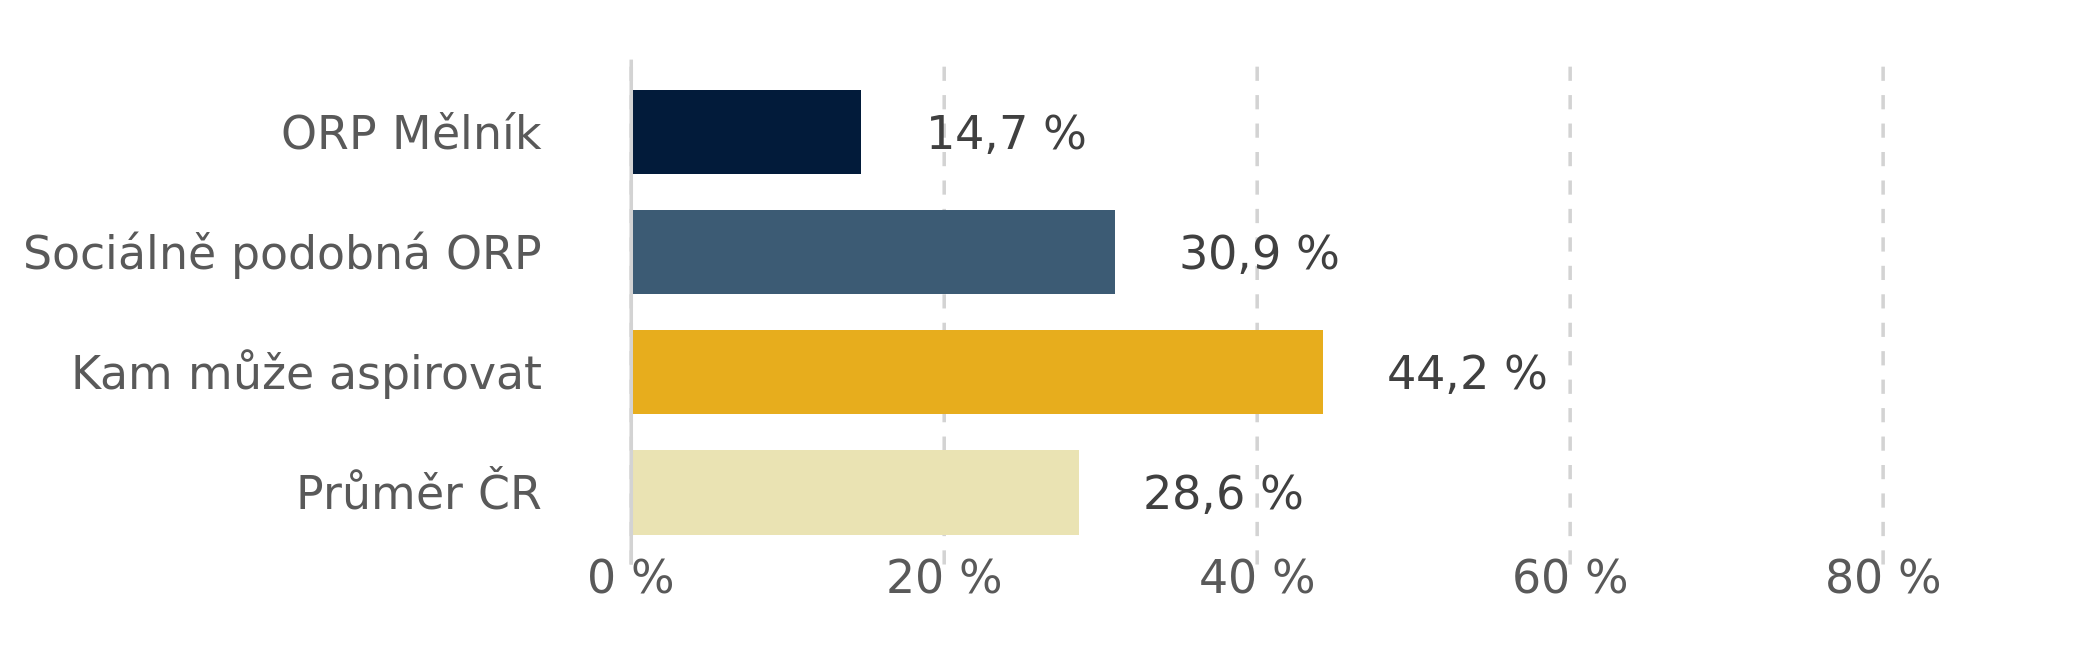 ORP Mělník
14,7 %
Sociálně podobná ORP
30,9 %
Kam může aspirovat
44,2 %
Průměr ČR
28,6 %
0 %
20 %
40 %
60 %
80 %